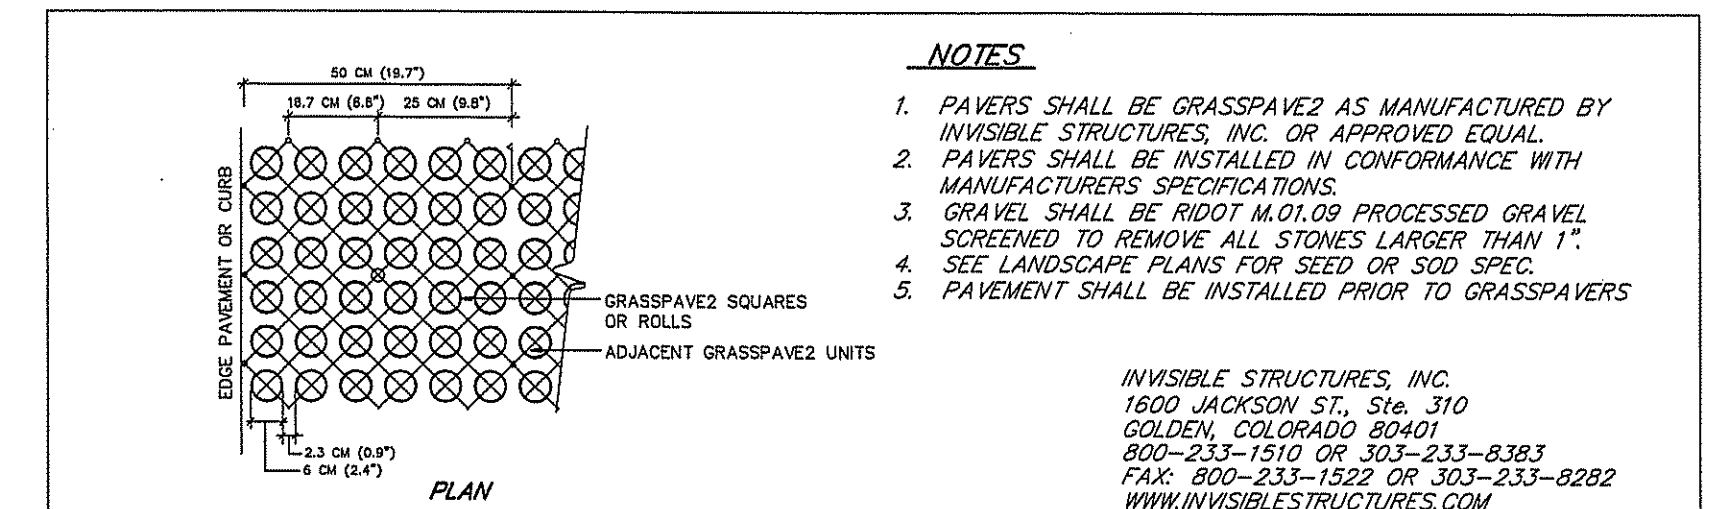 50 CM (19.7")
16.7 CM (6.6") 25 CM (9.8")
EDGE PAVEMENT OR CURB
GRASSPAVE2 SQUARES
OR ROLLS
ADJACENT GRASSPAVE2 UNITS
2.3 CM (0.9")
6 CM (2.4")
PLAN
NOTES
1. PAVERS SHALL BE GRASSPAVE2 AS MANUFACTURED BY
INVISIBLE STRUCTURES, INC. OR APPROVED EQUAL.
2. PAVERS SHALL BE INSTALLED IN CONFORMANCE WITH
MANUFACTURERS SPECIFICATIONS.
3. GRAVEL SHALL BE RIDOT M.01.09 PROCESSED GRAVEL
SCREENED TO REMOVE ALL STONES LARGER THAN 1".
4. SEE LANDSCAPE PLANS FOR SEED OR SOD SPEC.
5. PAVEMENT SHALL BE INSTALLED PRIOR TO GRASSPAVERS
INVISIBLE STRUCTURES, INC.
1600 JACKSON ST., Ste. 310
GOLDEN, COLORADO 80401
800-233-1510 OR 303-233-8383
FAX: 800-233-1522 OR 303-233-8282
WWW.INVISIBLESTRUCTURES.COM